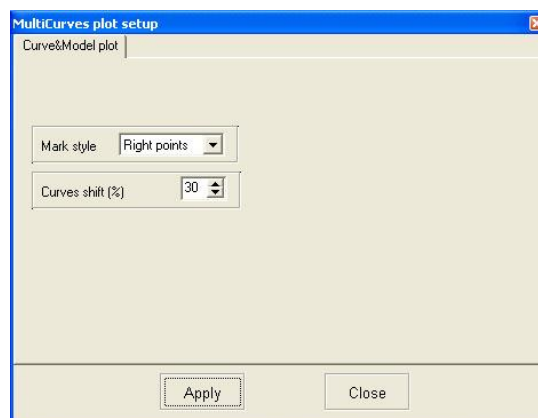 MultiCurves plot setup
Curve&Model plot
Mark style Right points
Curves shift (%) 30
Apply Close